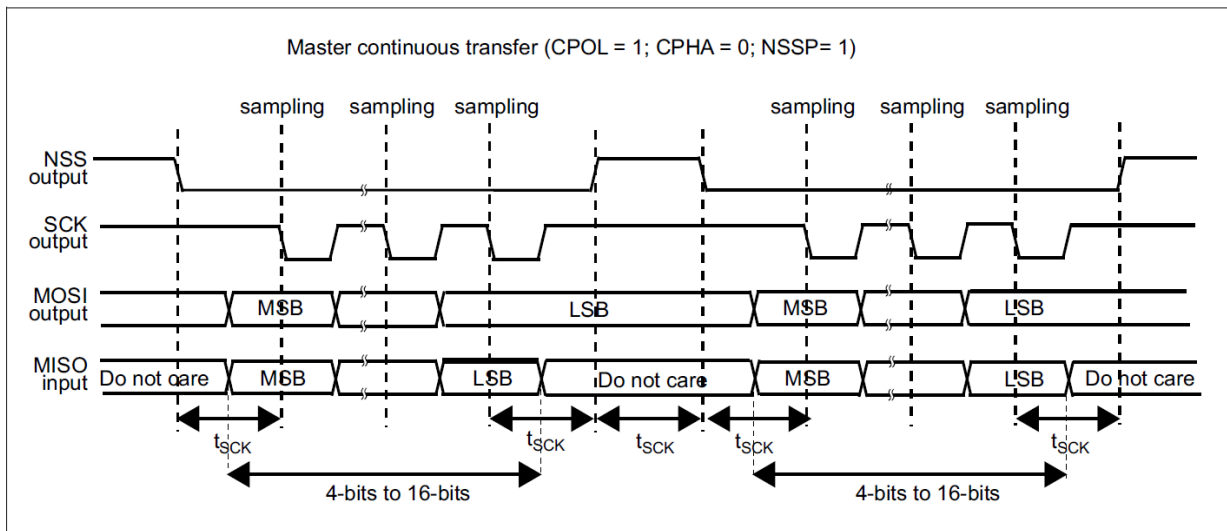 Master continuous transfer (CPOL = 1; CPHA = 0; NSSP= 1)
sampling sampling sampling sampling sampling sampling
NSS
output
SCK
output
MOSI
output
MSB LSB MSB LSB
MISO
input
Do not care MSB LSB Do not care MSB LSB Do not care
tSCK tSCK tSCK tSCK tSCK
4-bits to 16-bits 4-bits to 16-bits